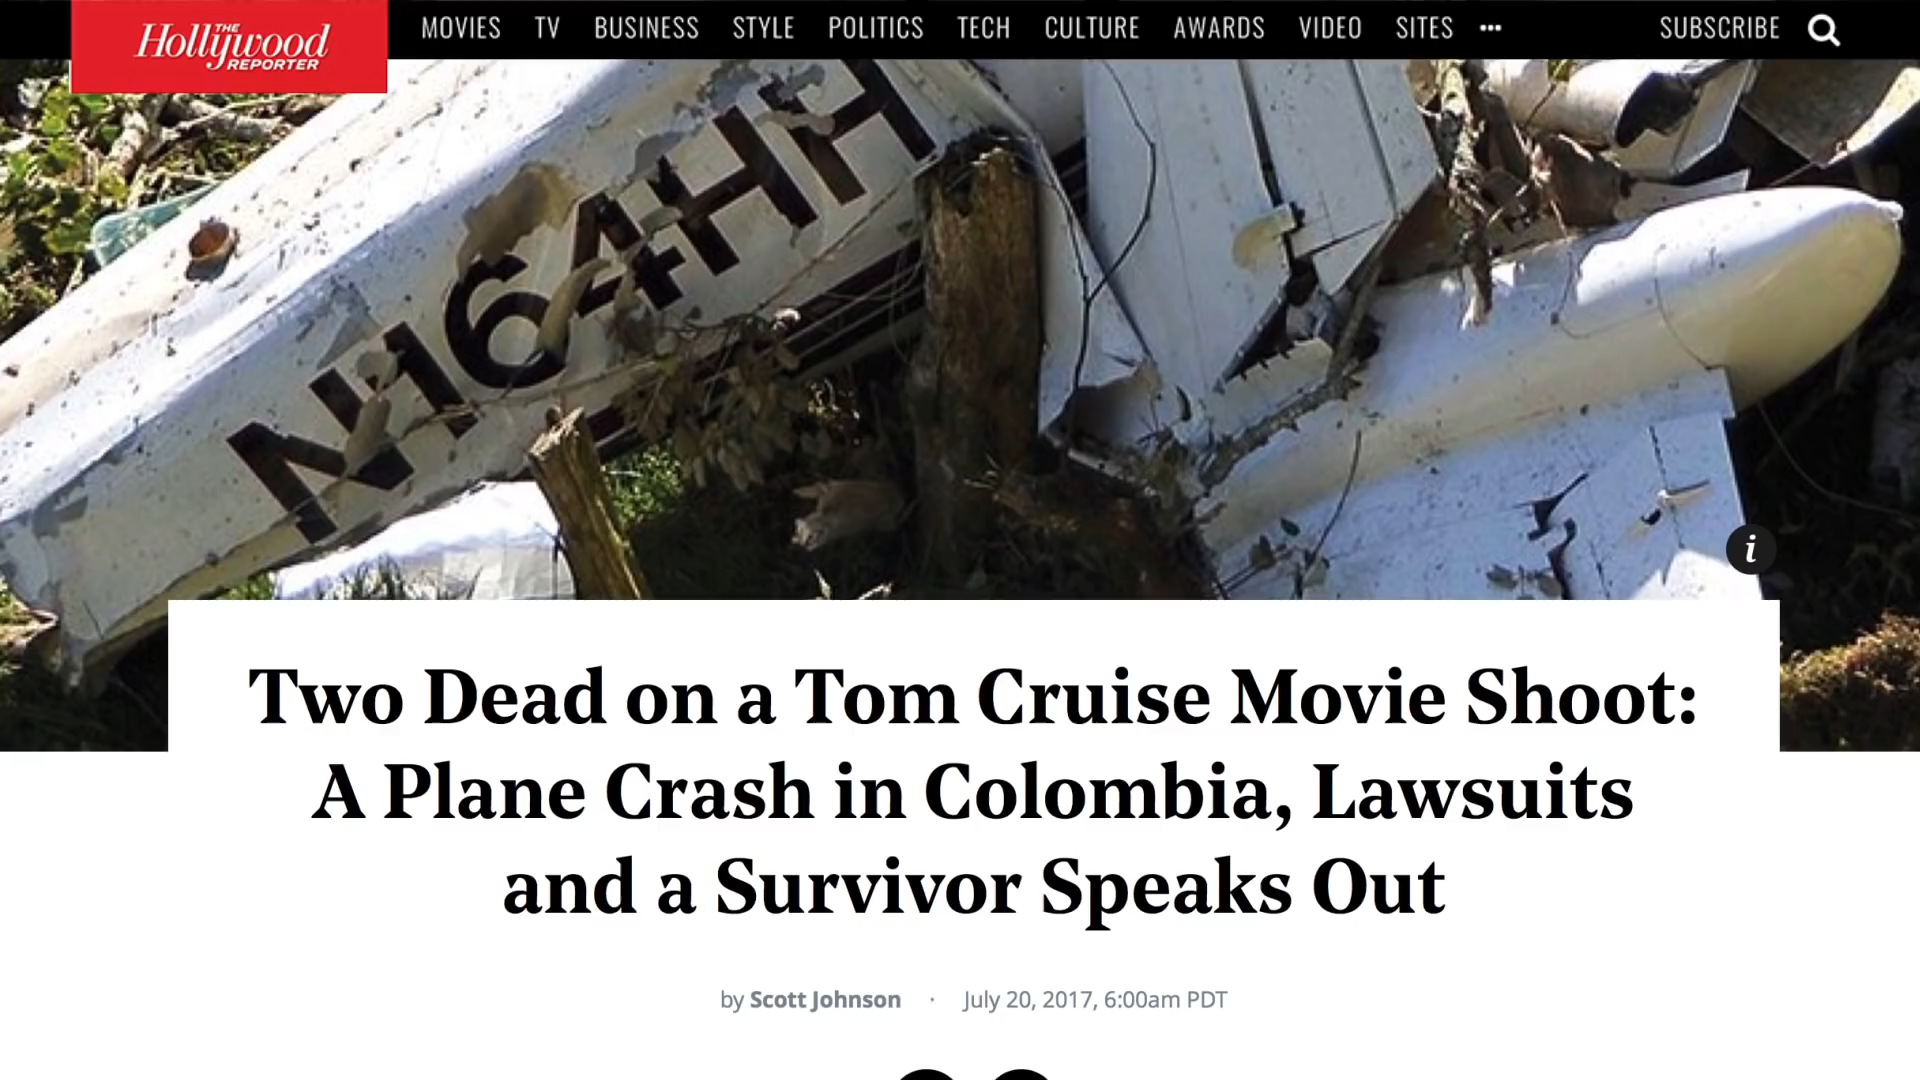 THE
Hollywood
REPORTER
MOVIES TV BUSINESS STYLE POLITICS TECH CULTURE AWARDS VIDEO SITES ••• SUBSCRIBE
N164HH
i
Two Dead on a Tom Cruise Movie Shoot:
A Plane Crash in Colombia, Lawsuits
and a Survivor Speaks Out
by Scott Johnson · July 20, 2017, 6:00am PDT